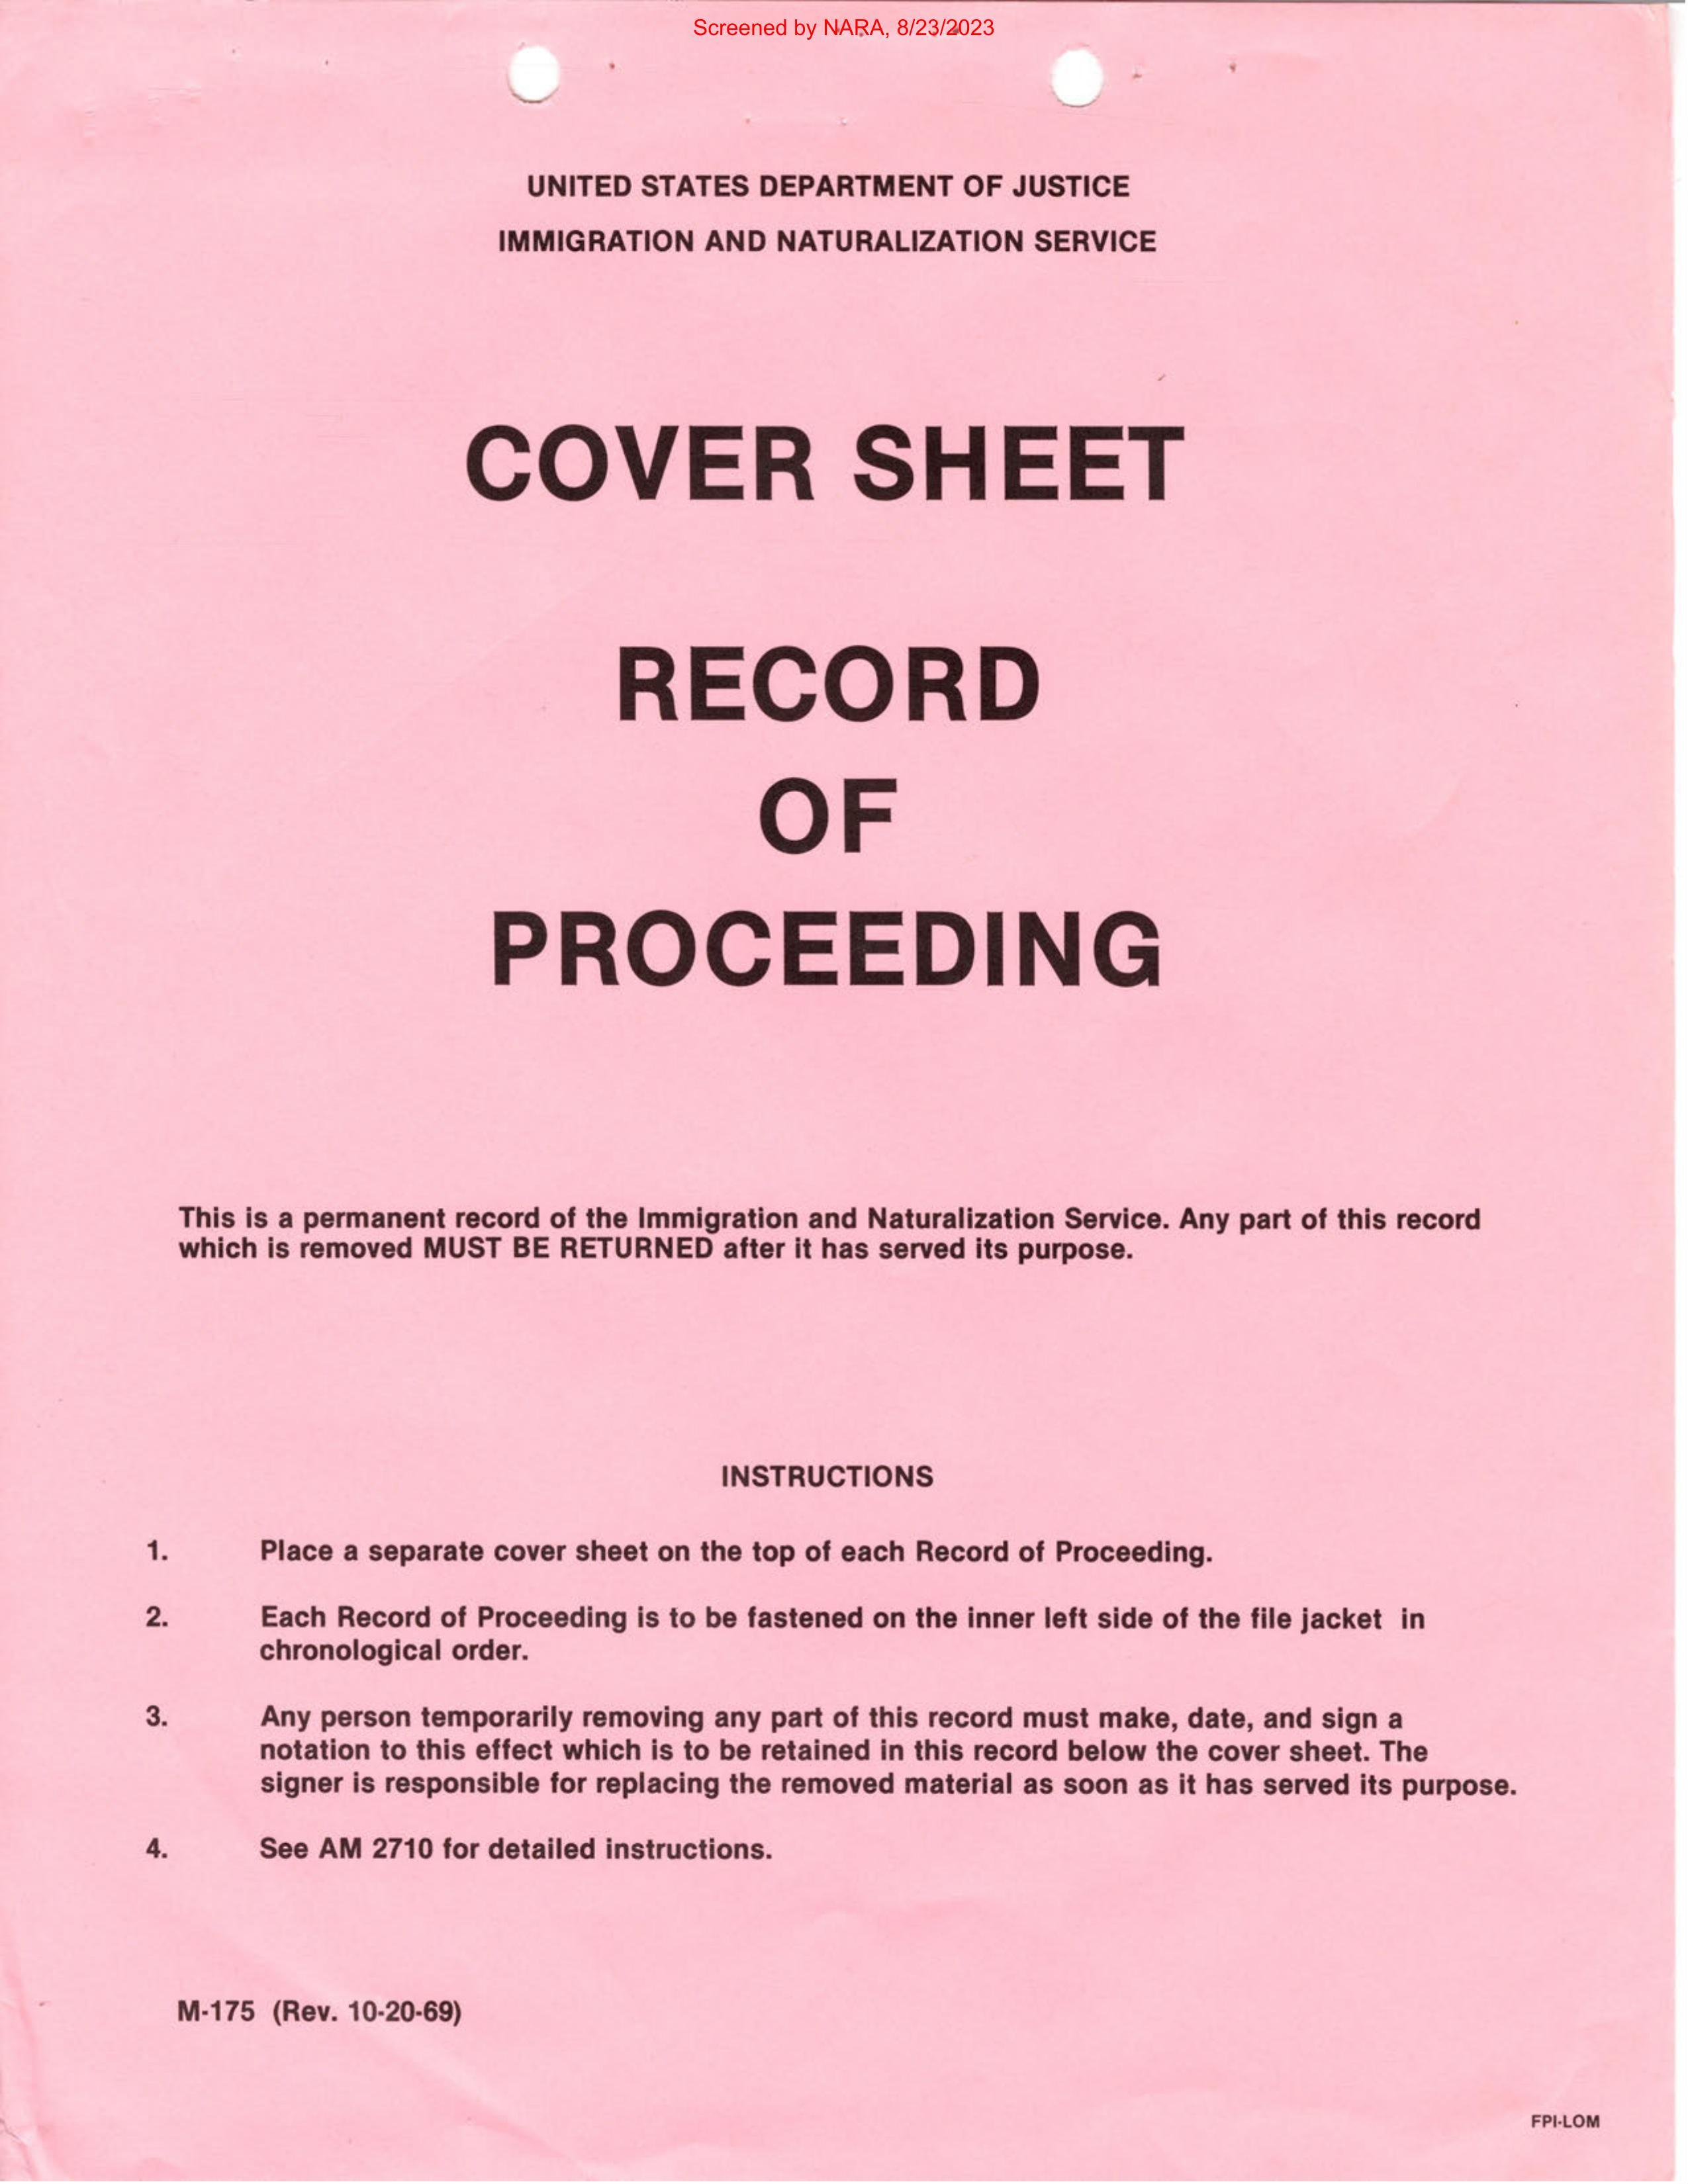 Screened by NARA, 8/23/2023
UNITED STATES DEPARTMENT OF JUSTICE
IMMIGRATION AND NATURALIZATION SERVICE
COVER SHEET
RECORD
OF
PROCEEDING
This is a permanent record of the Immigration and Naturalization Service. Any part of this record
which is removed MUST BE RETURNED after it has served its purpose.
INSTRUCTIONS
1. Place a separate cover sheet on the top of each Record of Proceeding.
2. Each Record of Proceeding is to be fastened on the inner left side of the file jacket in
chronological order.
3. Any person temporarily removing any part of this record must make, date, and sign a
notation to this effect which is to be retained in this record below the cover sheet. The
signer is responsible for replacing the removed material as soon as it has served its purpose.
4. See AM 2710 for detailed instructions.
M-175 (Rev. 10-20-69)
FPI-LOM